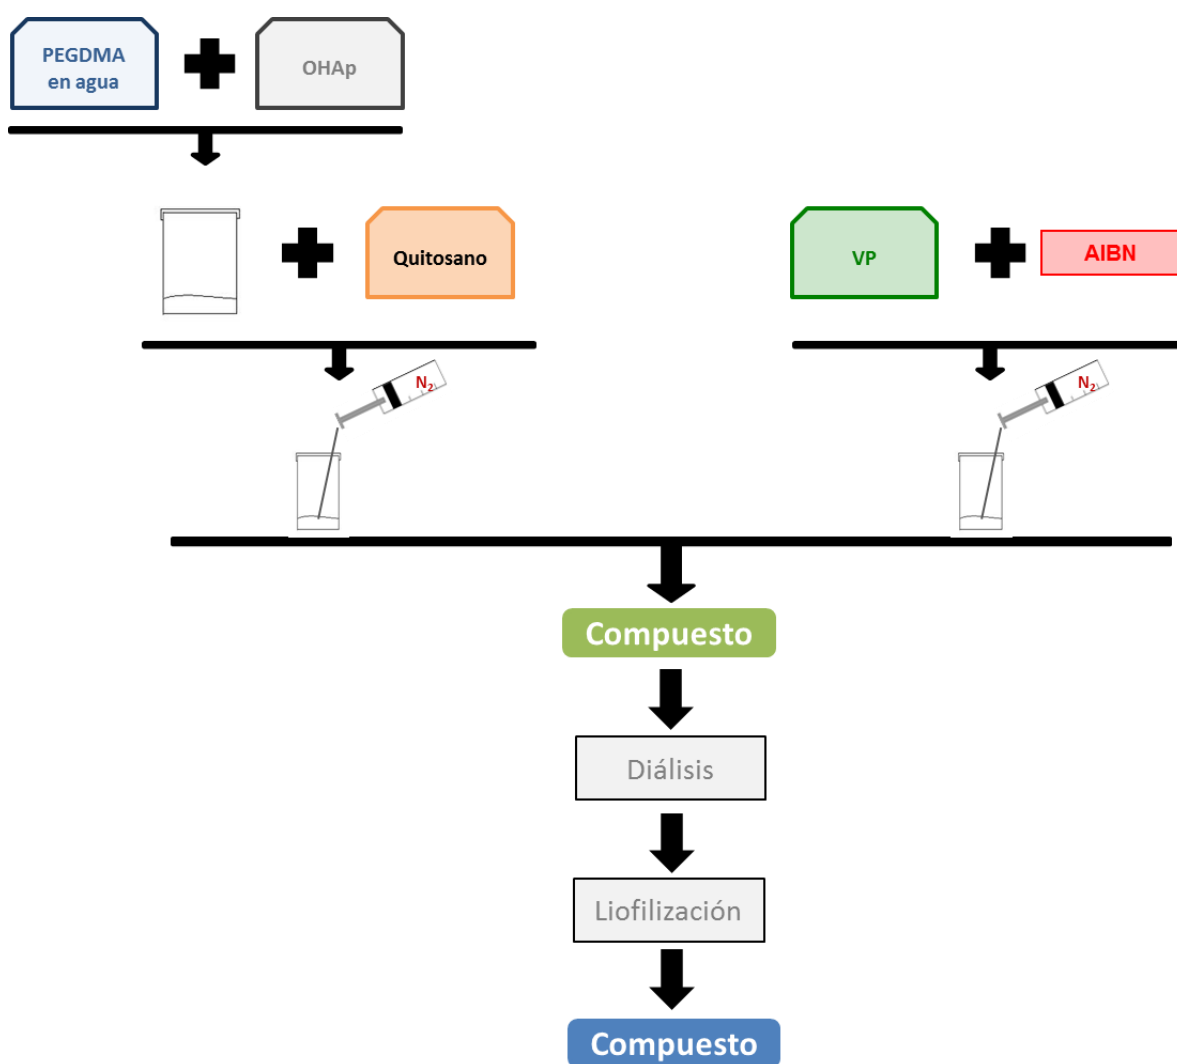 PEGDMA
en agua
OHAp
Quitosano
VP
AIBN
N₂
N₂
Compuesto
Diálisis
Liofilización
Compuesto